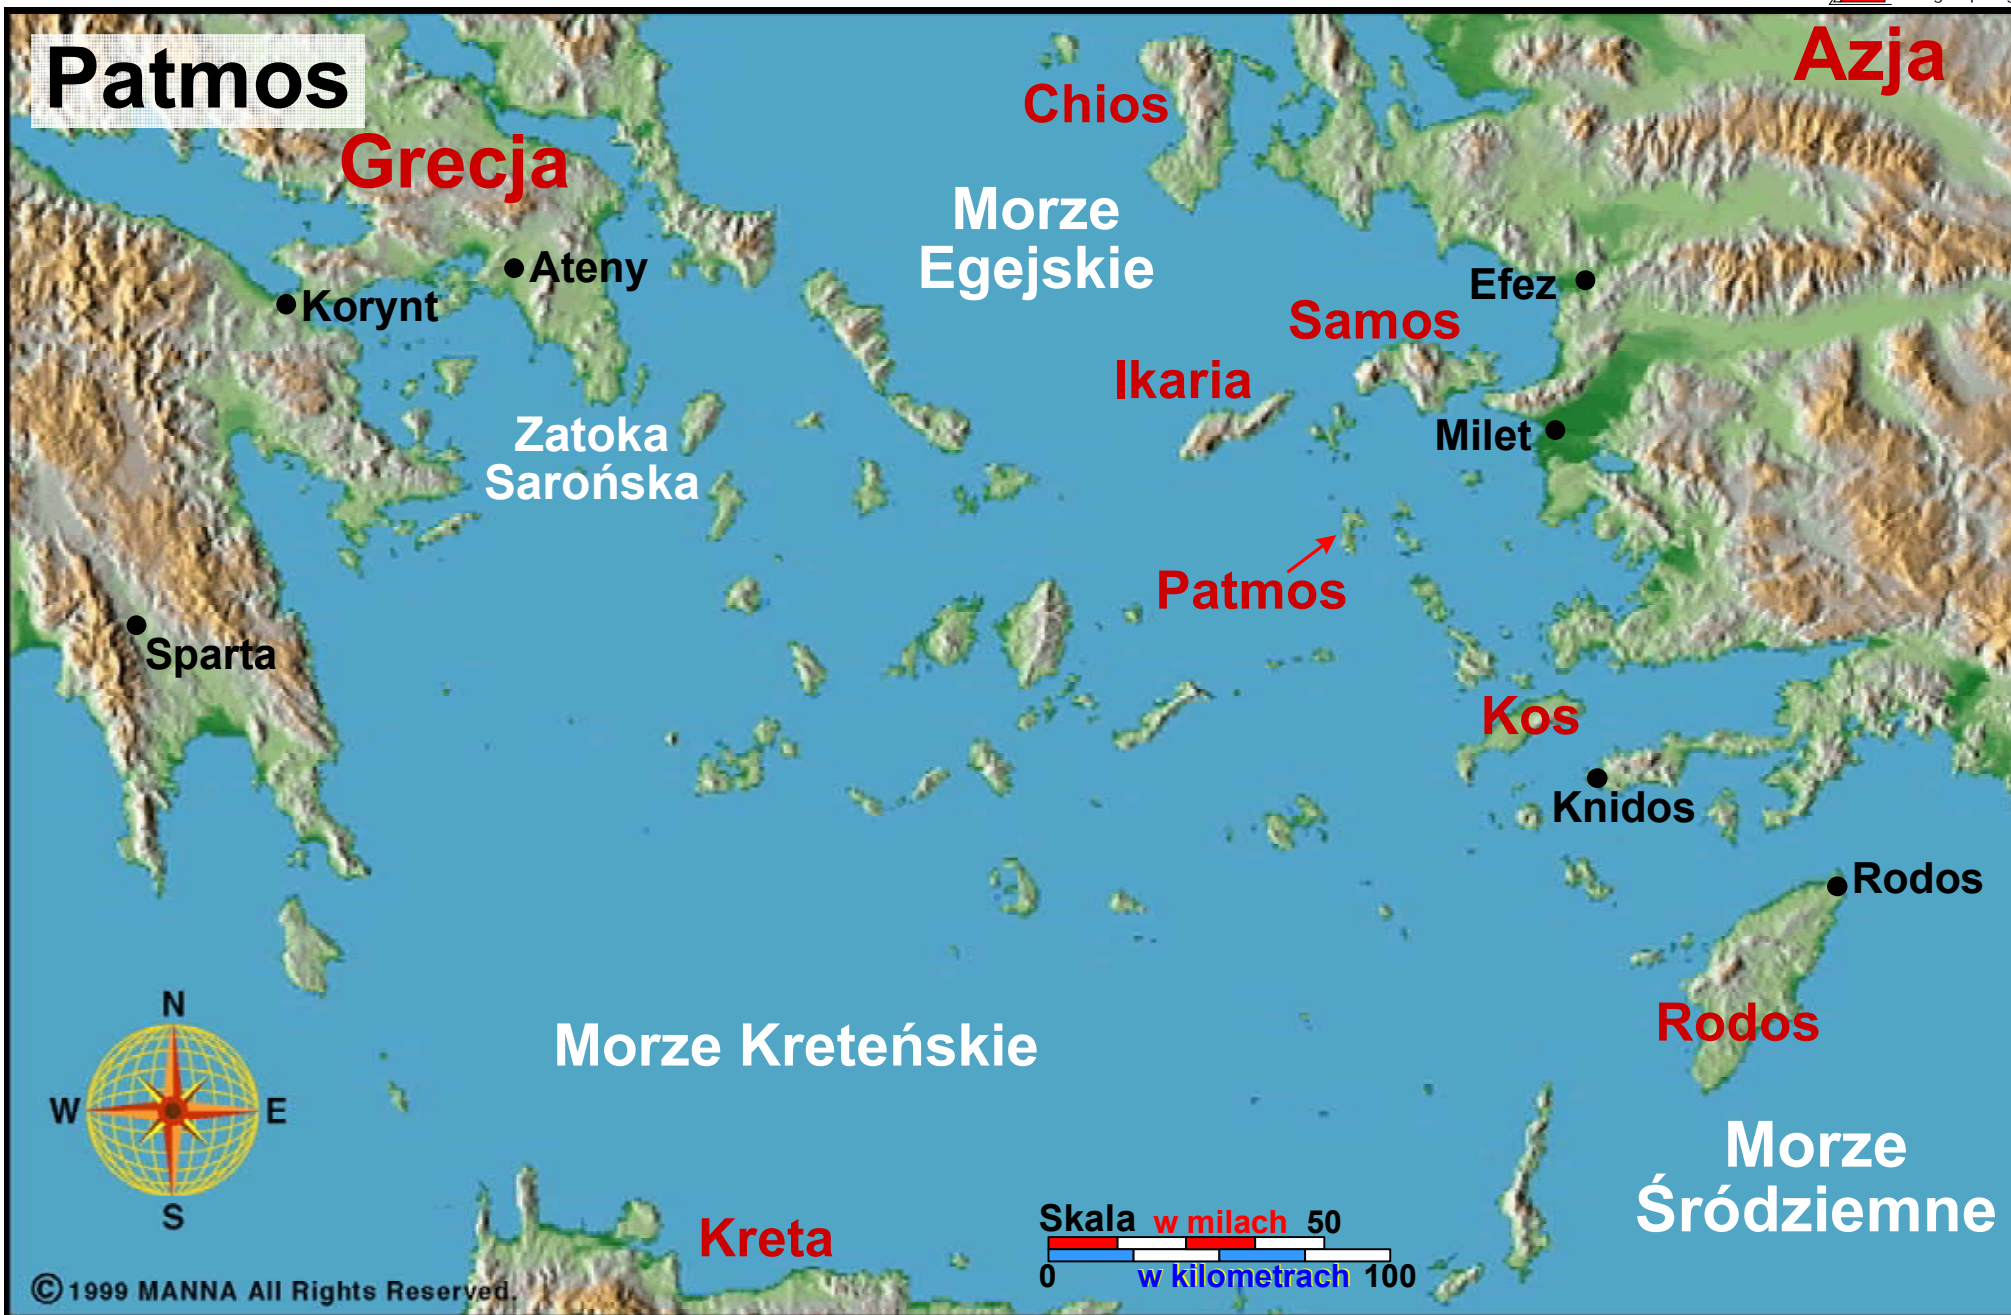 Patmos
Azja
Chios
Grecja
Morze
Egejskie
Ateny
Korynt
Efez
Samos
Ikaria
Zatoka
Sarońska
Milet
Patmos
Sparta
Kos
Knidos
Rodos
Rodos
N
W E
S
Morze Kreteńskie
Morze
Śródziemne
Kreta
Skala w milach 50
0 w kilometrach 100
© 1999 MANNA All Rights Reserved.